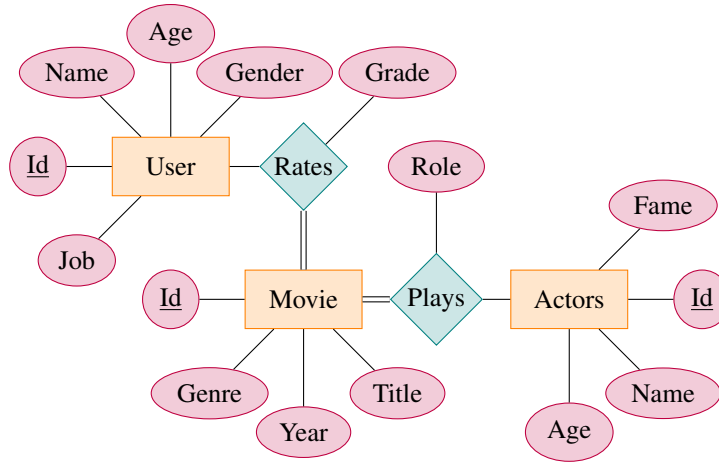 Age
Name
Gender
Grade
Id
User
Rates
Role
Fame
Job
Id
Movie
Plays
Actors
Id
Genre
Title
Name
Year
Age